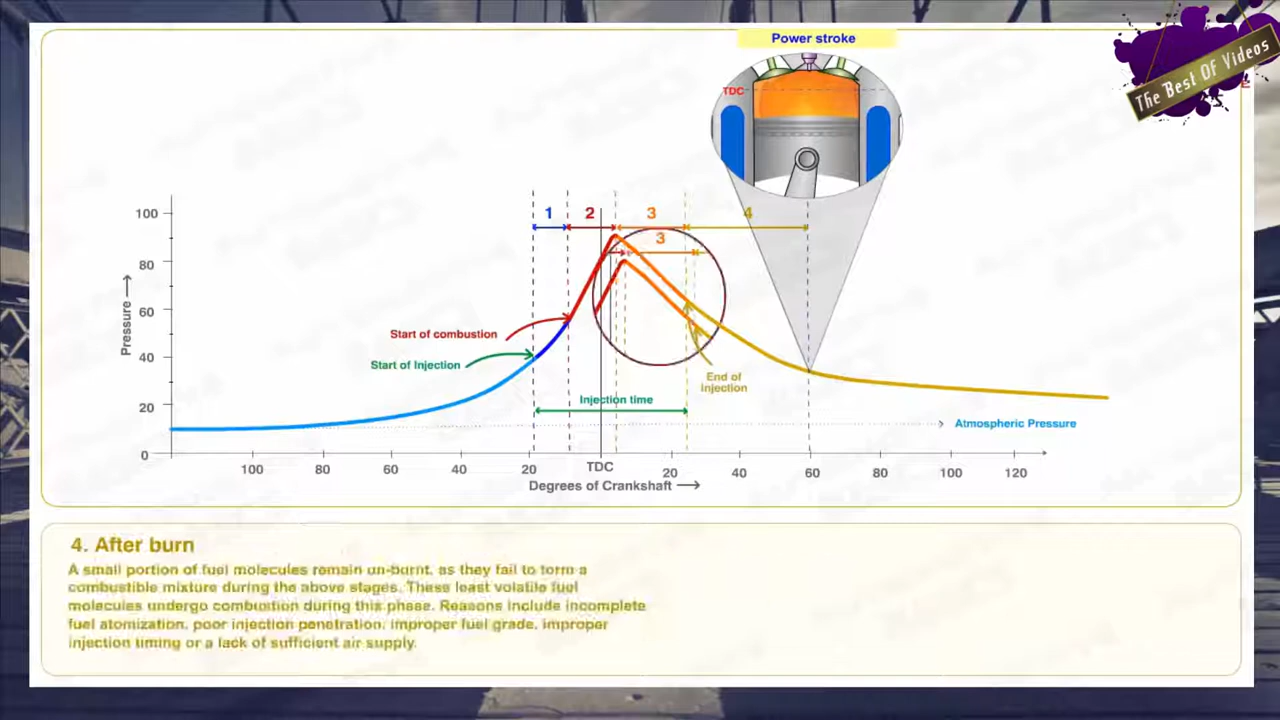 Power stroke
The Best Of Videos
TDC
100
80
60
40
20
0
Pressure
1
2
3
4
3
Start of combustion
Start of Injection
End of
injection
Injection time
Atmospheric Pressure
100
80
60
40
20
TDC
20
40
60
80
100
120
Degrees of Crankshaft
4. After burn
A small portion of fuel molecules remain un-burnt, as they fail to form a
combustible mixture during the above stages. These least volatile fuel
molecules undergo combustion during this phase. Reasons include incomplete
fuel atomization, poor injection penetration, improper fuel grade, improper
injection timing or a lack of sufficient air supply.